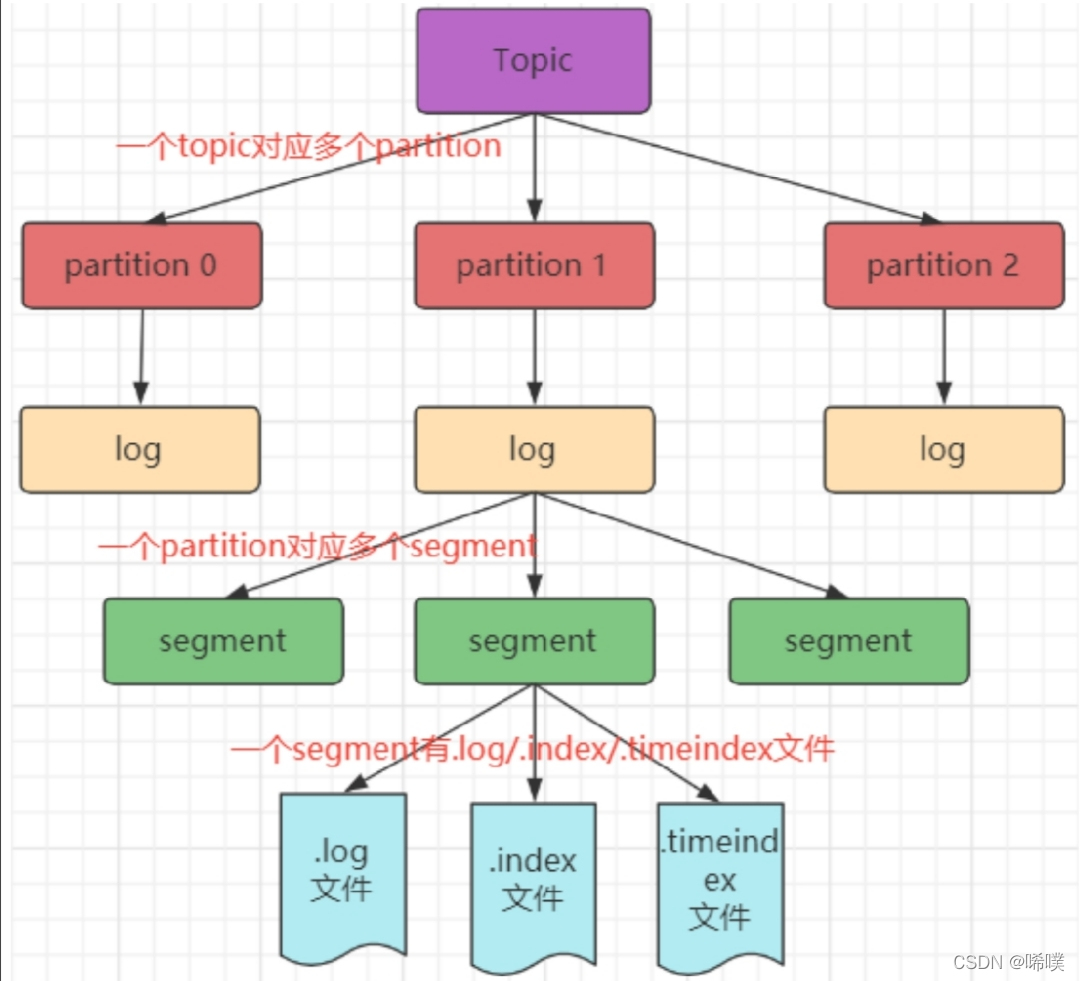 Topic
一个topic对应多个partition
partition 0
partition 1
partition 2
log
log
log
一个partition对应多个segment
segment
segment
segment
一个segment有.log/.index/.timeindex文件
.log
文件
.index
文件
.timeind
ex
文件
CSDN @唏噗